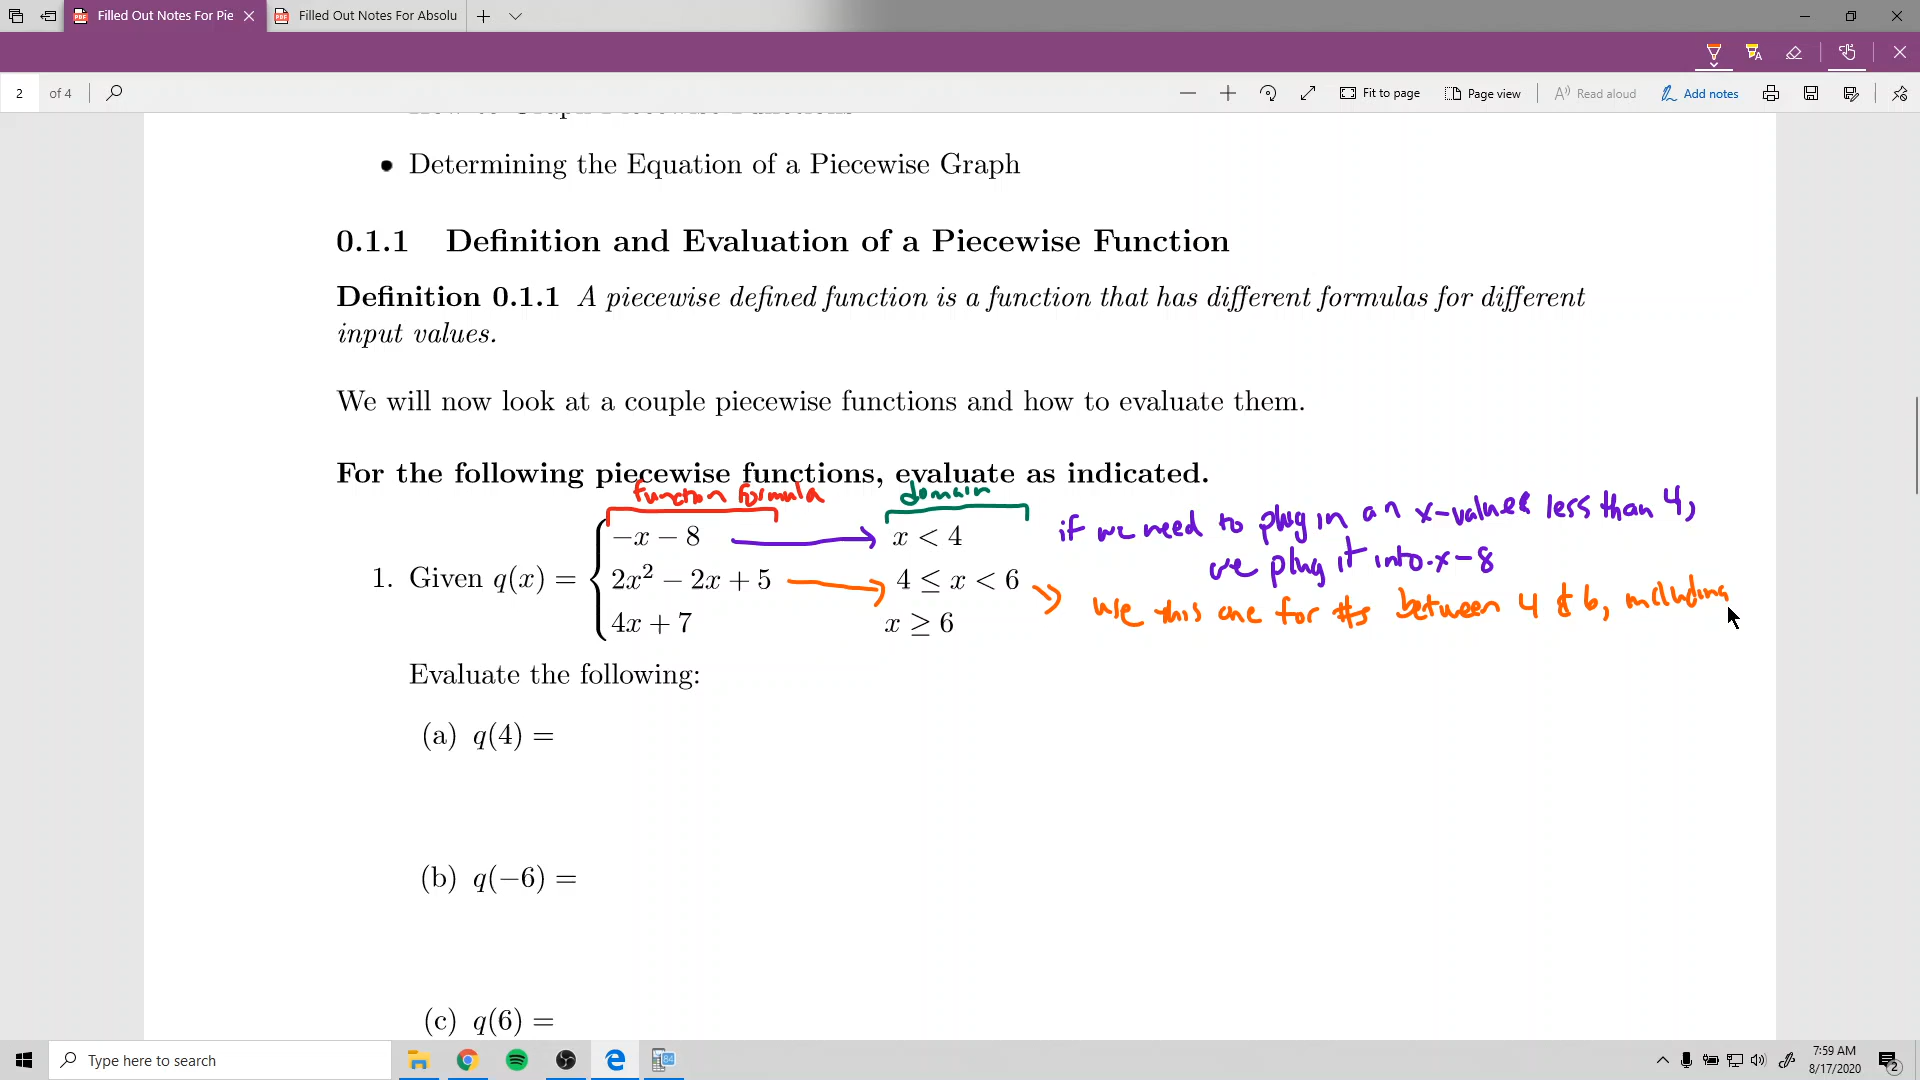 Filled Out Notes For Pie
Filled Out Notes For Absolu
2 of 4
Fit to page
Page view
Read aloud
Add notes
• Determining the Equation of a Piecewise Graph
0.1.1 Definition and Evaluation of a Piecewise Function
Definition 0.1.1 A piecewise defined function is a function that has different formulas for different
input values.
We will now look at a couple piecewise functions and how to evaluate them.
For the following piecewise functions, evaluate as indicated.
function formula
domain
−x − 8
x < 4
if we need to plug in an x-values less than 4,
we plug it into -x-8
1. Given q(x) =
2x² − 2x + 5
4 ≤ x < 6
use this one for #s between 4 & 6, including
4x + 7
x ≥ 6
Evaluate the following:
(a) q(4) =
(b) q(−6) =
(c) q(6) =
Type here to search
84
7:59 AM
8/17/2020
2